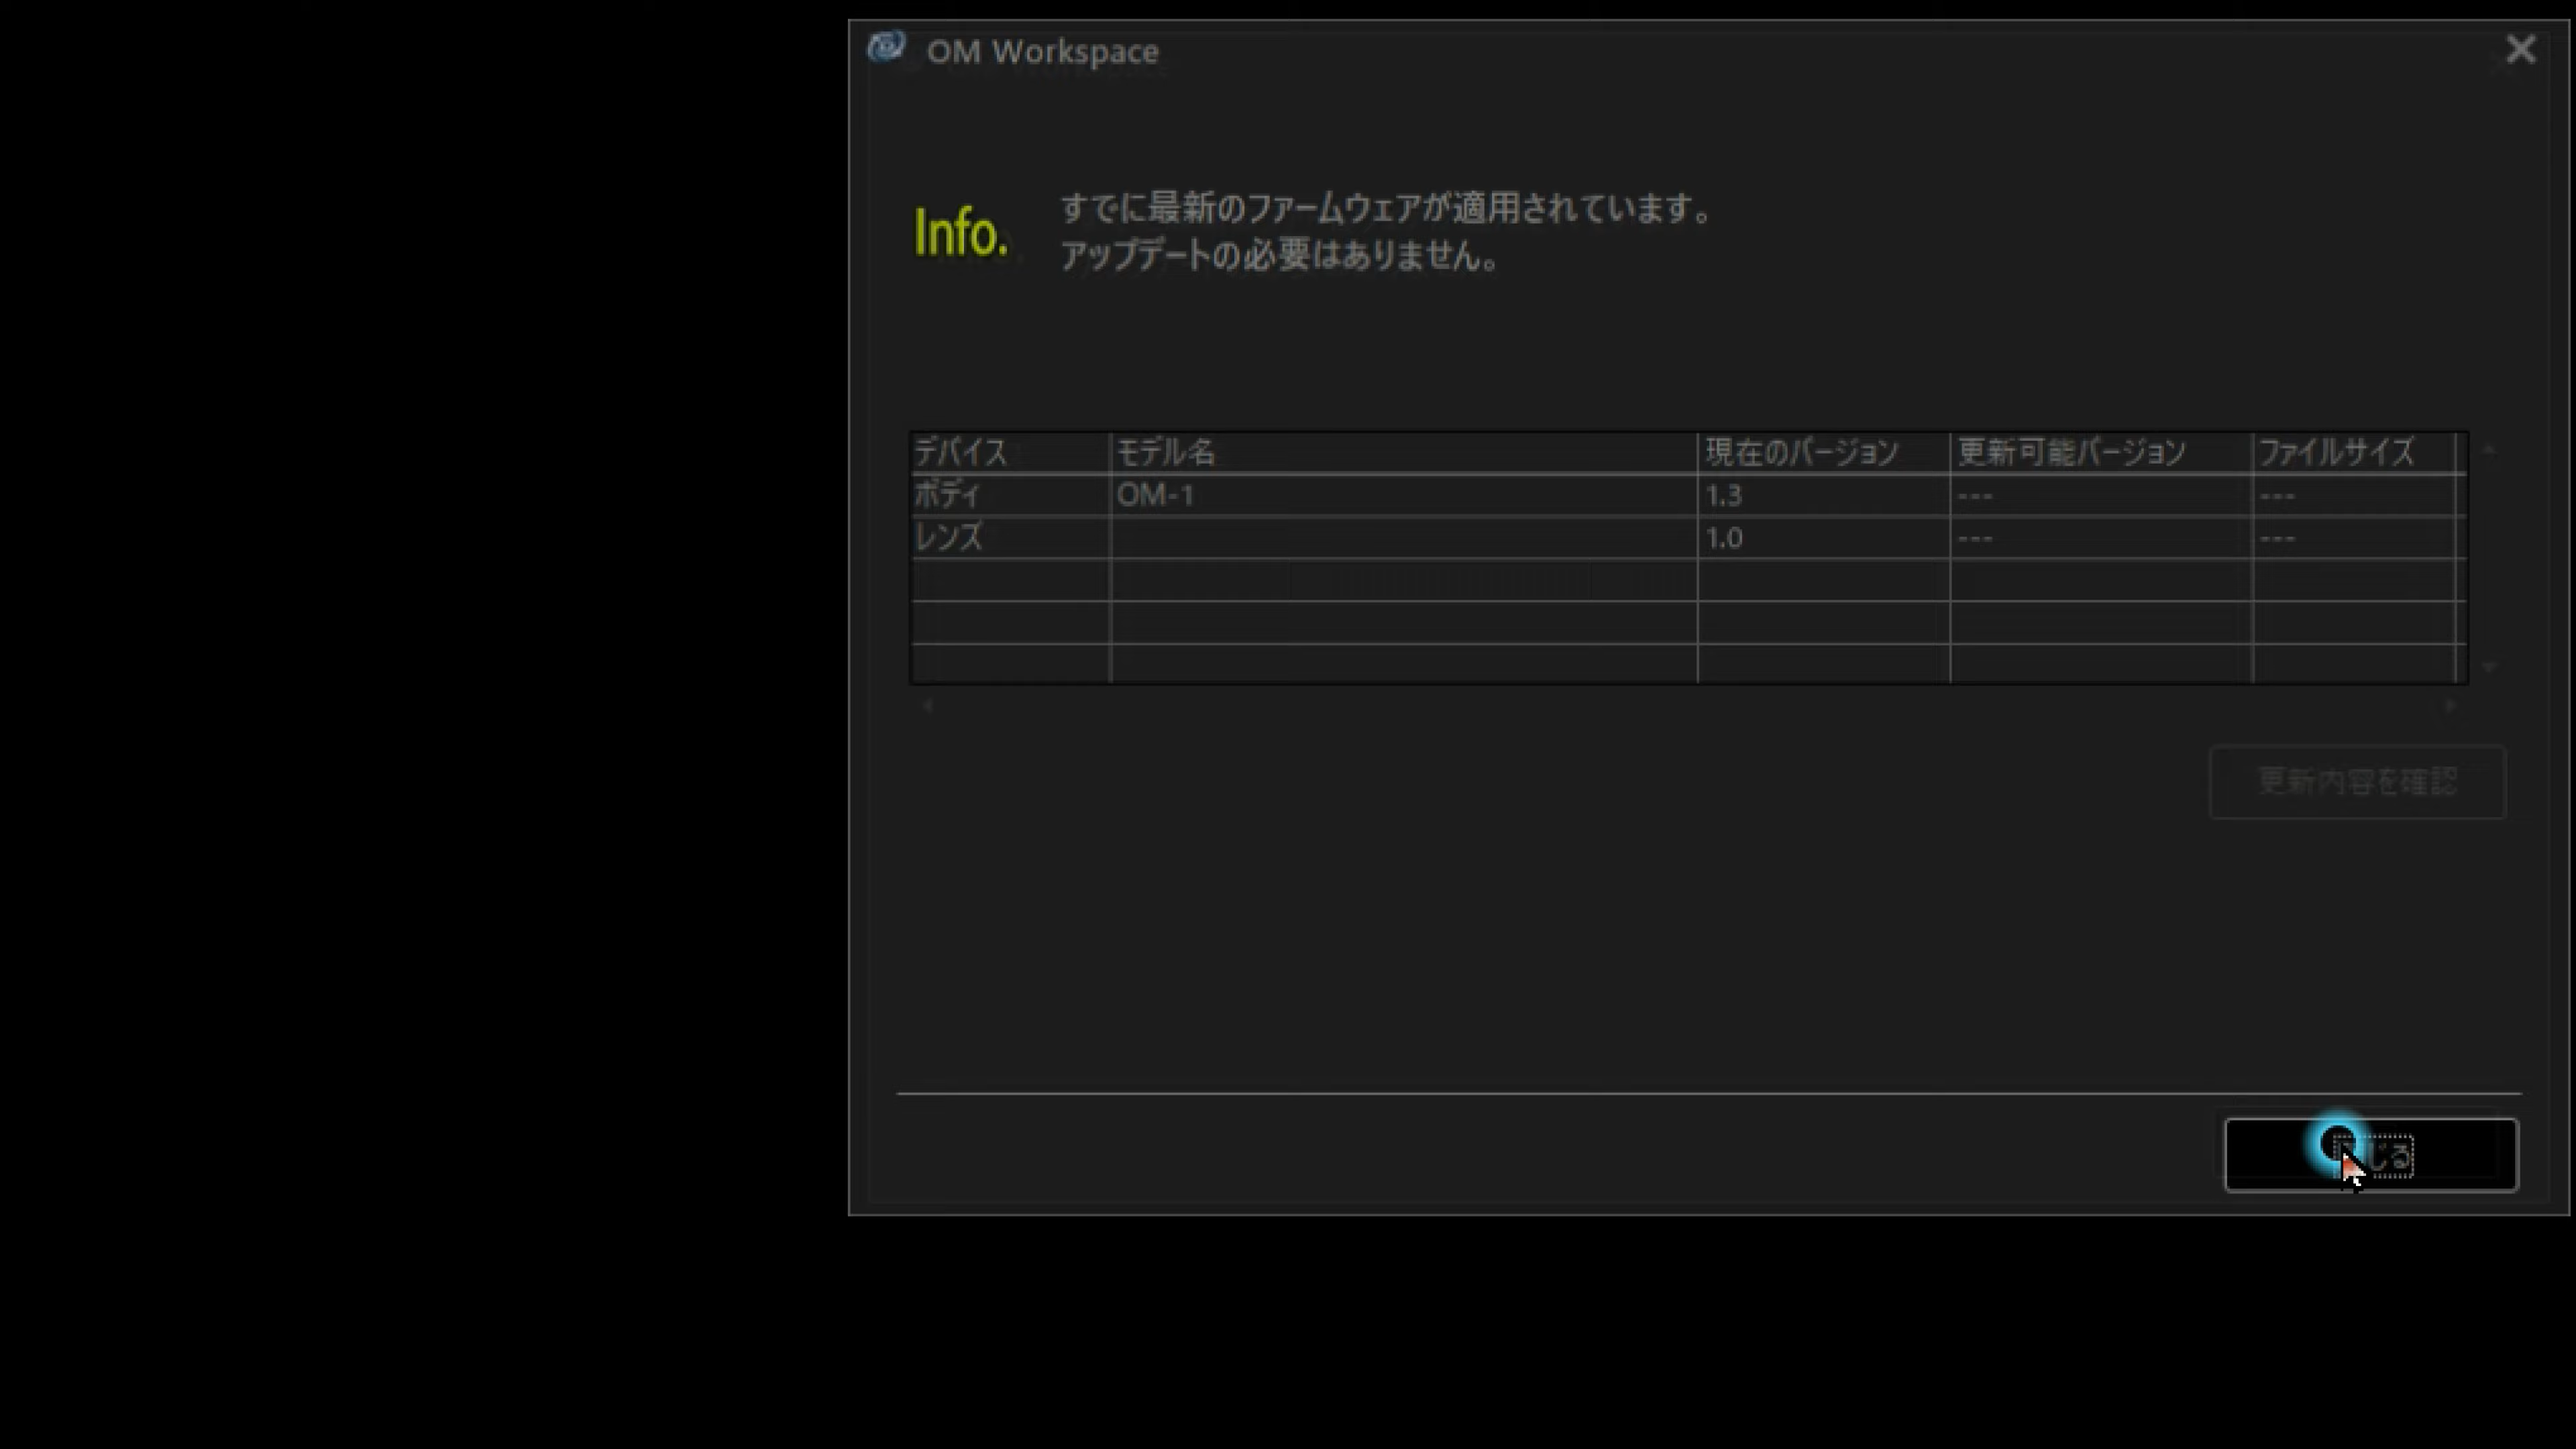 OM Workspace
Info.
すでに最新のファームウェアが適用されています。
アップデートの必要はありません。
デバイス モデル名 現在のバージョン 更新可能バージョン ファイルサイズ
ボディ OM-1 1.3 --- ---
レンズ 1.0 --- ---
更新内容を確認
じる